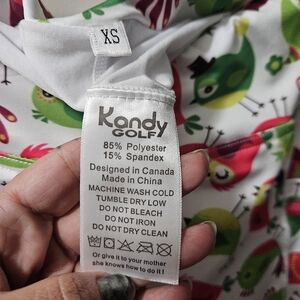 XS
Kandy
GOLF
85% Polyester
15% Spandex
Designed in Canada
Made in China
MACHINE WASH COLD
TUMBLE DRY LOW
DO NOT BLEACH
DO NOT IRON
DO NOT DRY CLEAN
Or give it to your mother
she knows how to do it !